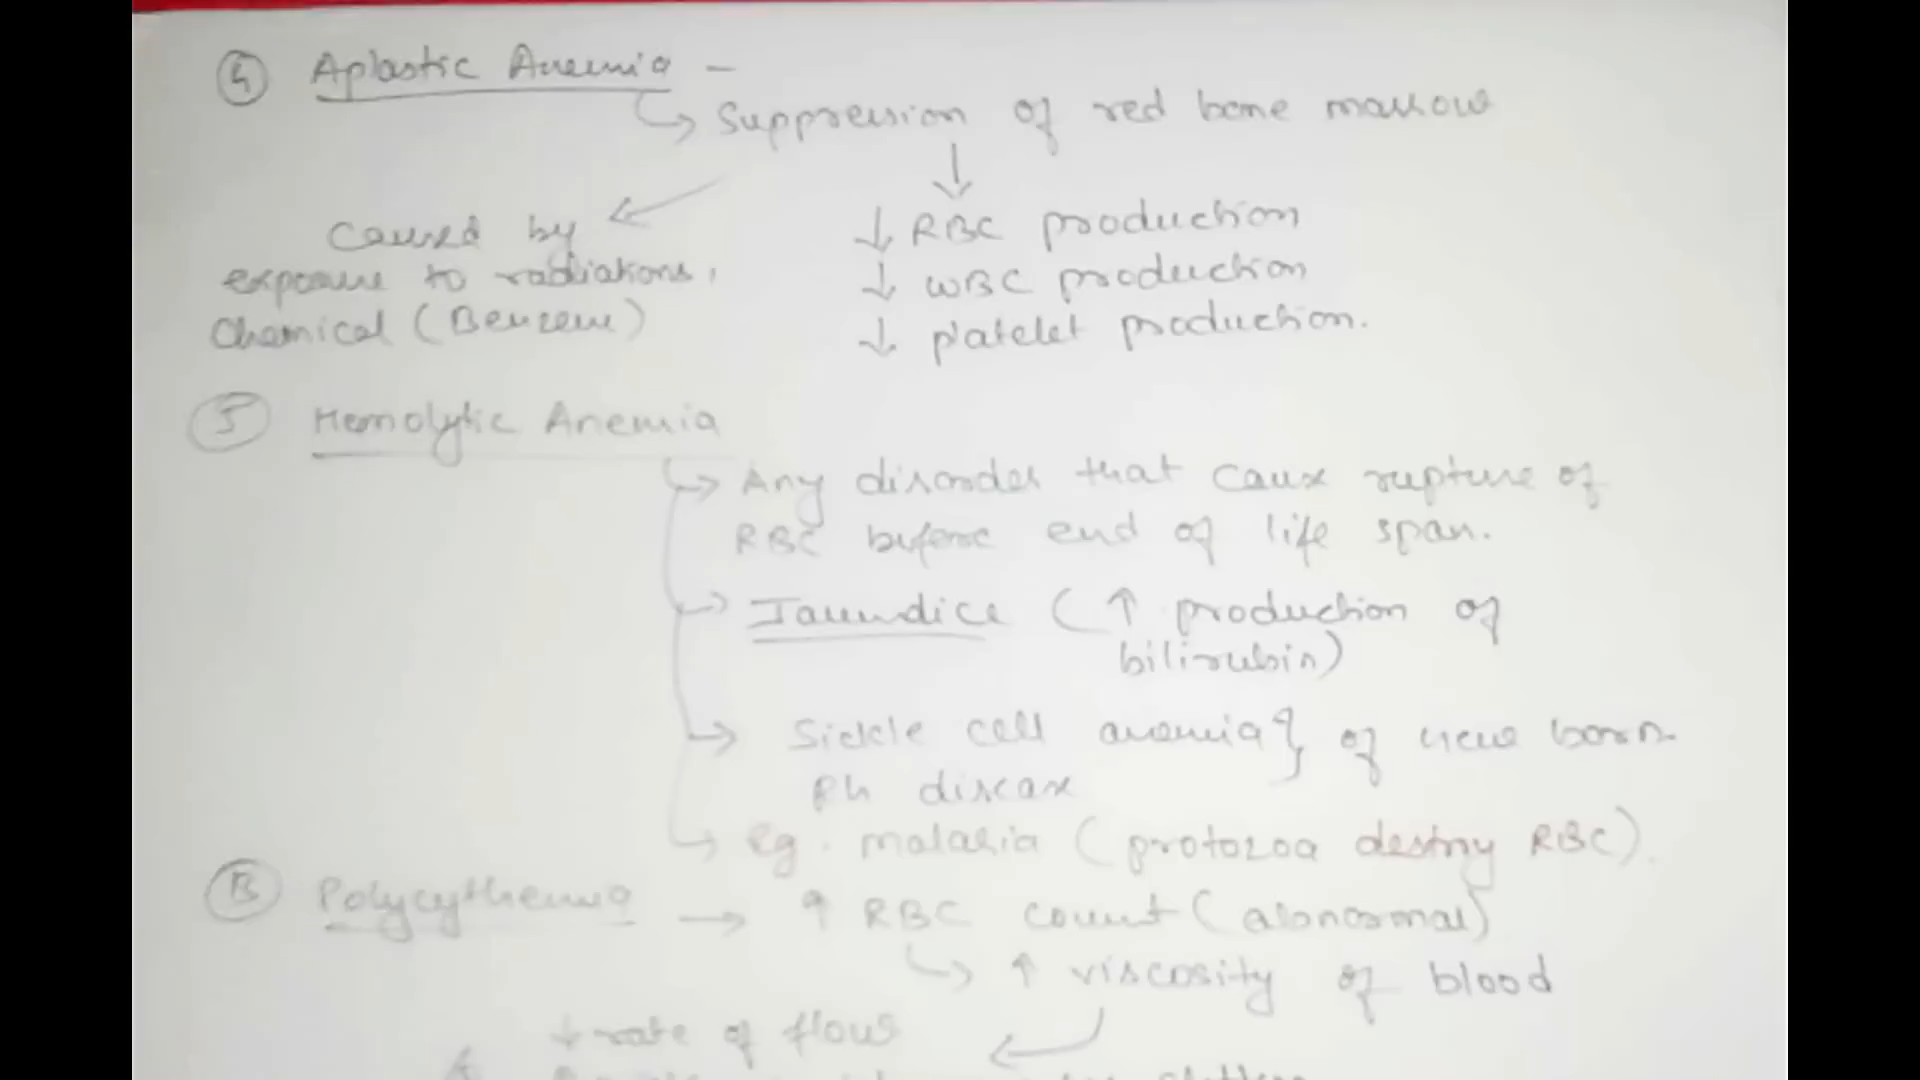 ④ Aplastic Anemia -
↳ Suppression of red bone marrow
↓
Caused by ↙
exposure to radiations,
Chemical (Benzene)
↓ RBC production
↓ WBC production
↓ platelet production.
⑤ Hemolytic Anemia
↳ Any disorder that cause rupture of
RBC before end of life span.
→ Jaundice (↑ production of
bilirubin)
→ Sickle cell anemia } of new born.
Rh disease
↳ eg. malaria (protozoa destroy RBC).
Ⓑ Polycythemia → ↑ RBC count (abnormal)
↳ ↑ viscosity of blood
↓ rate of flow ↙